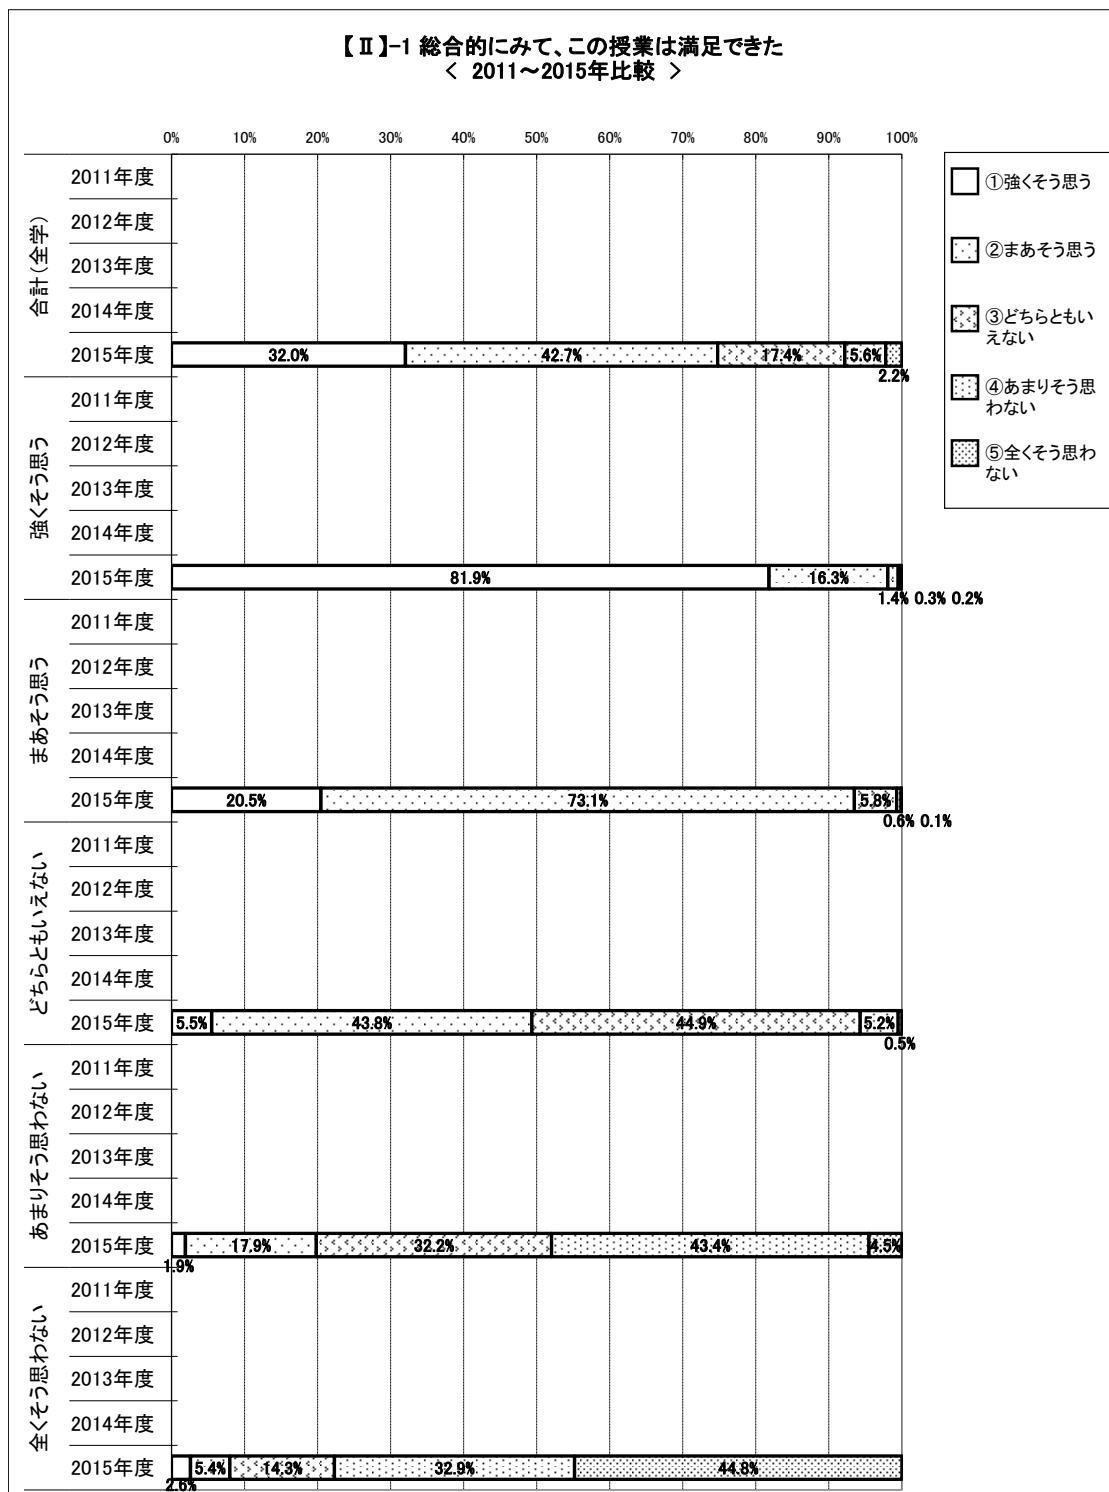 【Ⅱ】-1 総合的にみて、この授業は満足できた
＜ 2011～2015年比較 ＞
0% 10% 20% 30% 40% 50% 60% 70% 80% 90% 100%
①強くそう思う
②まあそう思う
③どちらともい
えない
④あまりそう思
わない
⑤全くそう思わ
ない
合計(全学)
2011年度
2012年度
2013年度
2014年度
2015年度 32.0% 42.7% 17.4% 5.6%
2.2%
強くそう思う
2011年度
2012年度
2013年度
2014年度
2015年度 81.9% 16.3%
1.4% 0.3% 0.2%
まあそう思う
2011年度
2012年度
2013年度
2014年度
2015年度 20.5% 73.1% 5.8%
0.6% 0.1%
どちらともいえない
2011年度
2012年度
2013年度
2014年度
2015年度 5.5% 43.8% 44.9% 5.2%
0.5%
あまりそう思わない
2011年度
2012年度
2013年度
2014年度
2015年度 17.9% 32.2% 43.4% 4.5%
1.9%
全くそう思わない
2011年度
2012年度
2013年度
2014年度
2015年度 5.4% 14.3% 32.9% 44.8%
2.6%